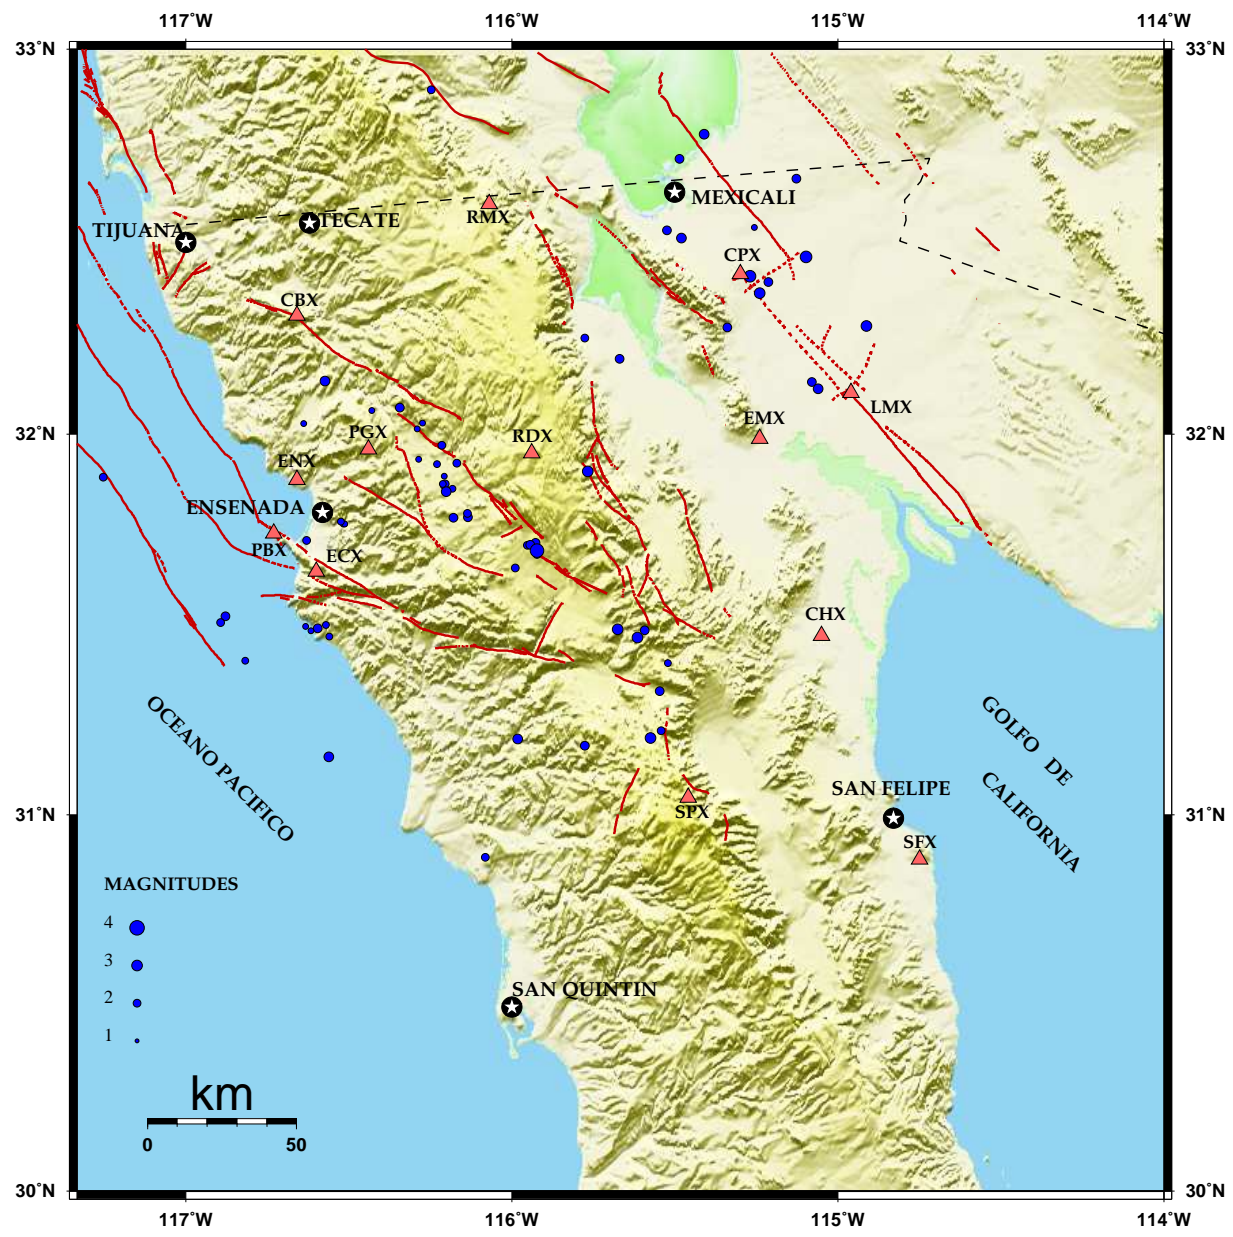 117°W 116°W 115°W 114°W
33°N 33°N
MEXICALI
RMX
TECATE
TIJUANA
CPX
CBX
LMX
EMX
32°N 32°N
PGX RDX
ENX
ENSENADA
PBX ECX
CHX
OCEANO PACIFICO
GOLFO DE
CALIFORNIA
SAN FELIPE
31°N 31°N
SPX
SFX
MAGNITUDES
4
3
2
1
SAN QUINTIN
km
0 50
30°N 30°N
117°W 116°W 115°W 114°W